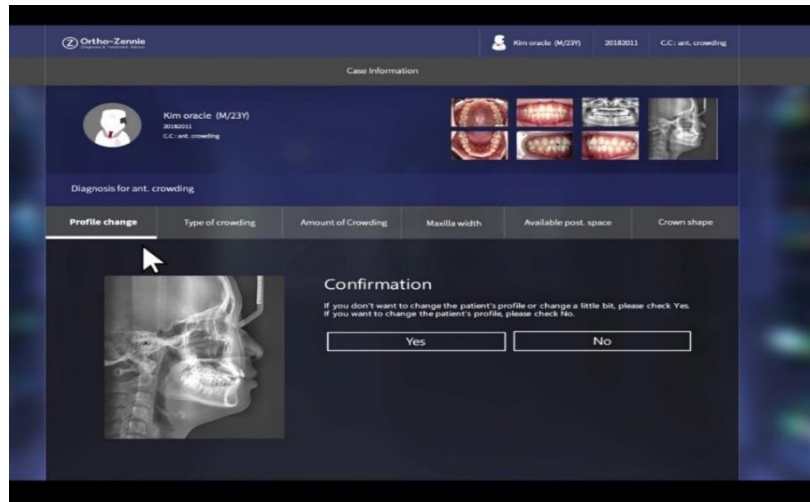 Z Ortho-Zennie
Diagnosis & Treatment Advisor
Kim oracle (M/23Y) 20182011 C.C : ant. crowding
Case Information
Kim oracle (M/23Y)
20182011
C.C : ant. crowding
Diagnosis for ant. crowding
Profile change Type of crowding Amount of Crowding Maxilla width Available post. space Crown shape
Confirmation
If you don't want to change the patient's profile or change a little bit, please check Yes.
If you want to change the patient's profile, please check No.
Yes No